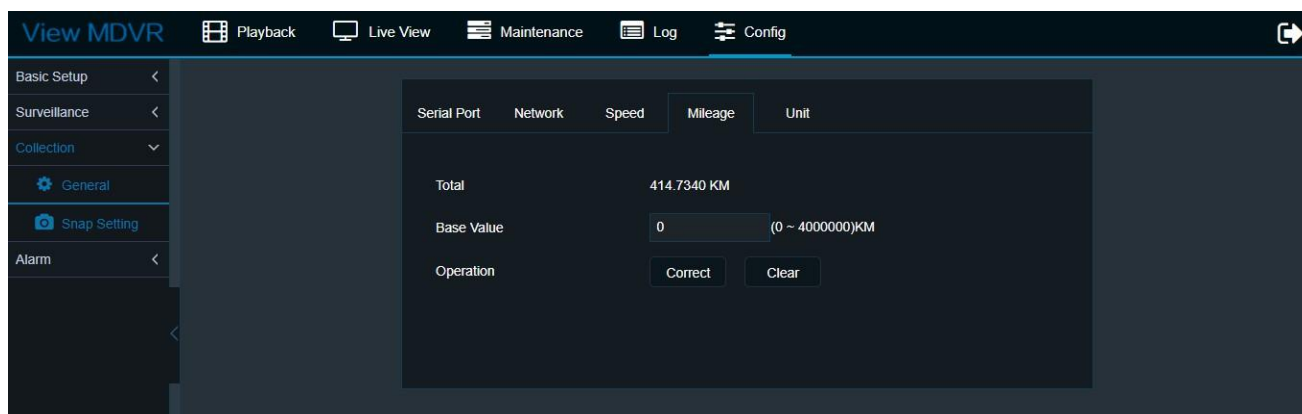 View MDVR Playback Live View Maintenance Log Config
Basic Setup
Surveillance
Collection
General
Snap Setting
Alarm
Serial Port Network Speed Mileage Unit
Total 414.7340 KM
Base Value 0 (0 ~ 4000000)KM
Operation Correct Clear